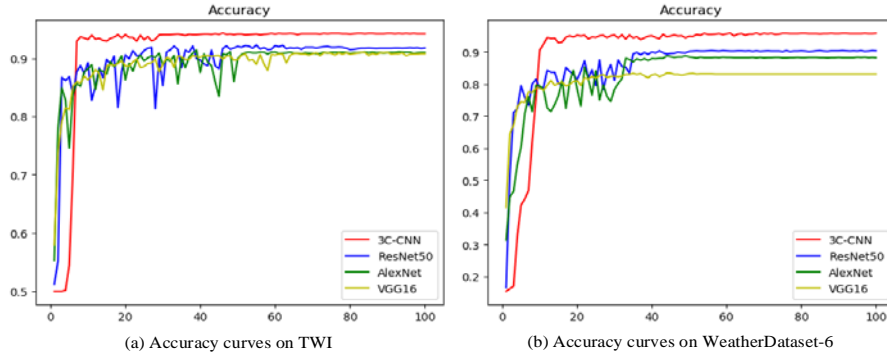 Accuracy
0.9
0.8
0.7
0.6
0.5
0
20
40
60
80
100
3C-CNN
ResNet50
AlexNet
VGG16
(a) Accuracy curves on TWI
Accuracy
0.9
0.8
0.7
0.6
0.5
0.4
0.3
0.2
0
20
40
60
80
100
3C-CNN
ResNet50
AlexNet
VGG16
(b) Accuracy curves on WeatherDataset-6